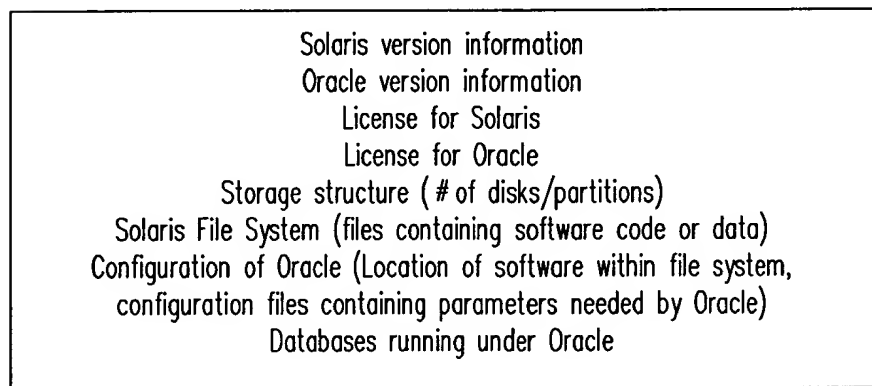 Solaris version information
Oracle version information
License for Solaris
License for Oracle
Storage structure (# of disks/partitions)
Solaris File System (files containing software code or data)
Configuration of Oracle (Location of software within file system,
configuration files containing parameters needed by Oracle)
Databases running under Oracle